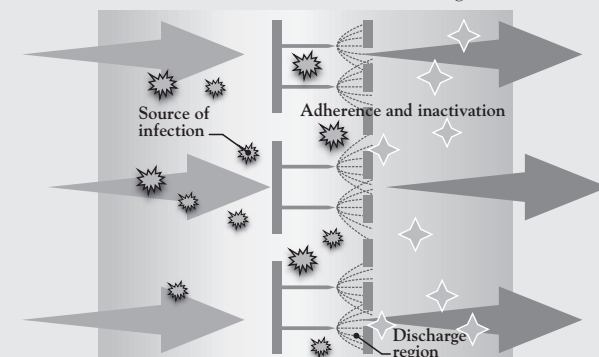 Source of
infection
Adherence and inactivation
Discharge
region